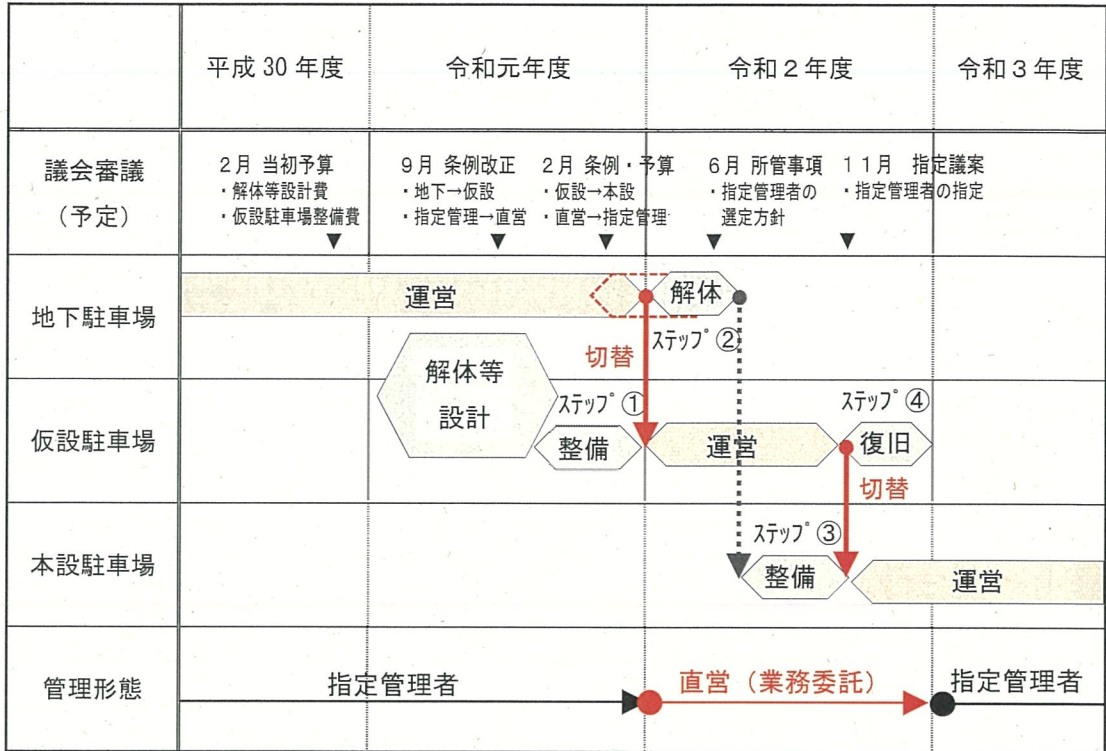 平成 30 年度
令和元年度
令和２年度
令和３年度
議会審議
（予定）
２月 当初予算
・解体等設計費
・仮設駐車場整備費
９月 条例改正
・地下→仮設
・指定管理→直営
２月 条例・予算
・仮設→本設
・直営→指定管理
６月 所管事項
・指定管理者の
選定方針
１１月 指定議案
・指定管理者の指定
地下駐車場
運営
解体
ｽﾃｯﾌﾟ②
切替
解体等
設計
仮設駐車場
ｽﾃｯﾌﾟ①
整備
運営
ｽﾃｯﾌﾟ④
復旧
切替
本設駐車場
ｽﾃｯﾌﾟ③
整備
運営
管理形態
指定管理者
直営（業務委託）
指定管理者